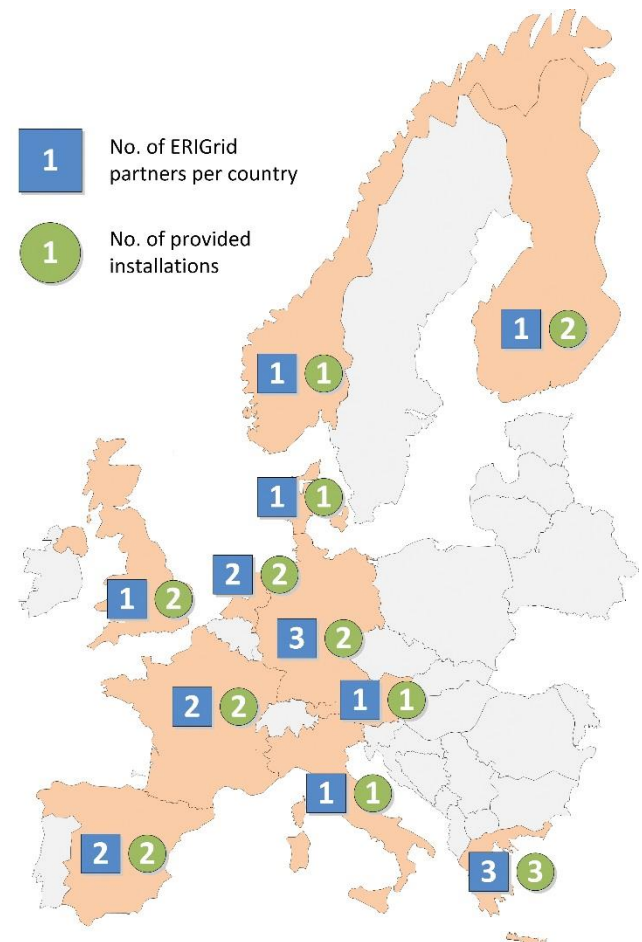 1 No. of ERIGrid
partners per country
1 No. of provided
installations
1 2
1 1
1 1
2 2
1 2
3 2
2 2
1 1
1 1
2 2
3 3